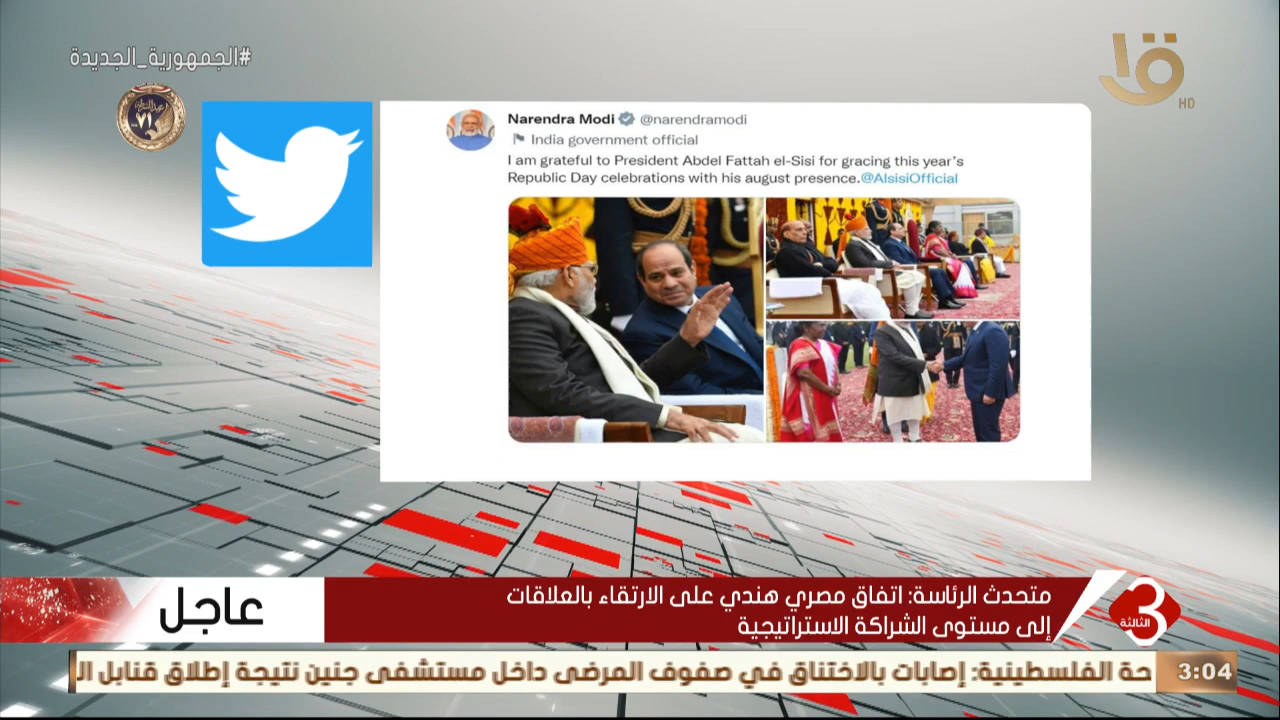 #الجمهورية_الجديدة
HD
Narendra Modi @narendramodi
India government official
I am grateful to President Abdel Fattah el-Sisi for gracing this year's
Republic Day celebrations with his august presence.@AlsisiOfficial
عاجل
متحدث الرئاسة: اتفاق مصري هندي على الارتقاء بالعلاقات
إلى مستوى الشراكة الاستراتيجية
3
الثالثة
حة الفلسطينية: إصابات بالاختناق في صفوف المرضى داخل مستشفى جنين نتيجة إطلاق قنابل ال
3:04